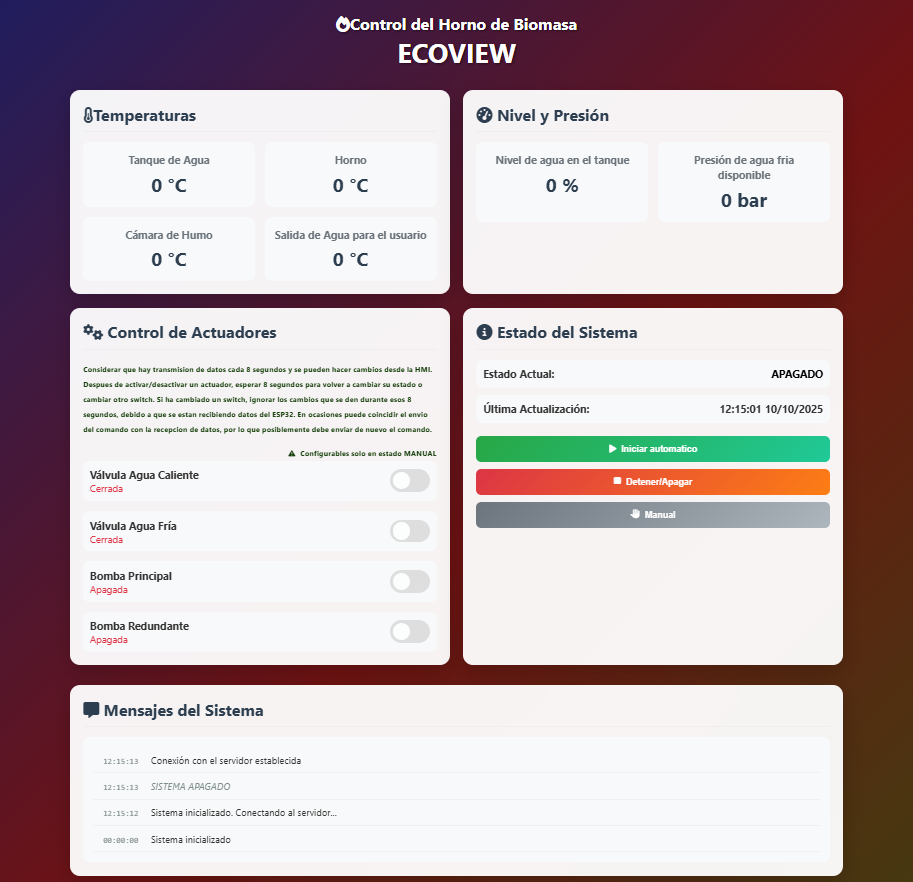 Control del Horno de Biomasa
ECOVIEW
Temperaturas
Tanque de Agua
0 °C
Horno
0 °C
Cámara de Humo
0 °C
Salida de Agua para el usuario
0 °C
Nivel y Presión
Nivel de agua en el tanque
0 %
Presión de agua fria
disponible
0 bar
Control de Actuadores
Considerar que hay transmision de datos cada 8 segundos y se pueden hacer cambios desde la HMI.
Despues de activar/desactivar un actuador, esperar 8 segundos para volver a cambiar su estado o
cambiar otro switch. Si ha cambiado un switch, ignorar los cambios que se den durante esos 8
segundos, debido a que se estan recibiendo datos del ESP32. En ocasiones puede coincidir el envio
del comando con la recepcion de datos, por lo que posiblemente debe enviar de nuevo el comando.
Configurables solo en estado MANUAL
Válvula Agua Caliente
Cerrada
Válvula Agua Fría
Cerrada
Bomba Principal
Apagada
Bomba Redundante
Apagada
Estado del Sistema
Estado Actual: APAGADO
Última Actualización: 12:15:01 10/10/2025
Iniciar automatico
Detener/Apagar
Manual
Mensajes del Sistema
12:15:13 Conexión con el servidor establecida
12:15:13 SISTEMA APAGADO
12:15:12 Sistema inicializado. Conectando al servidor...
00:00:00 Sistema inicializado